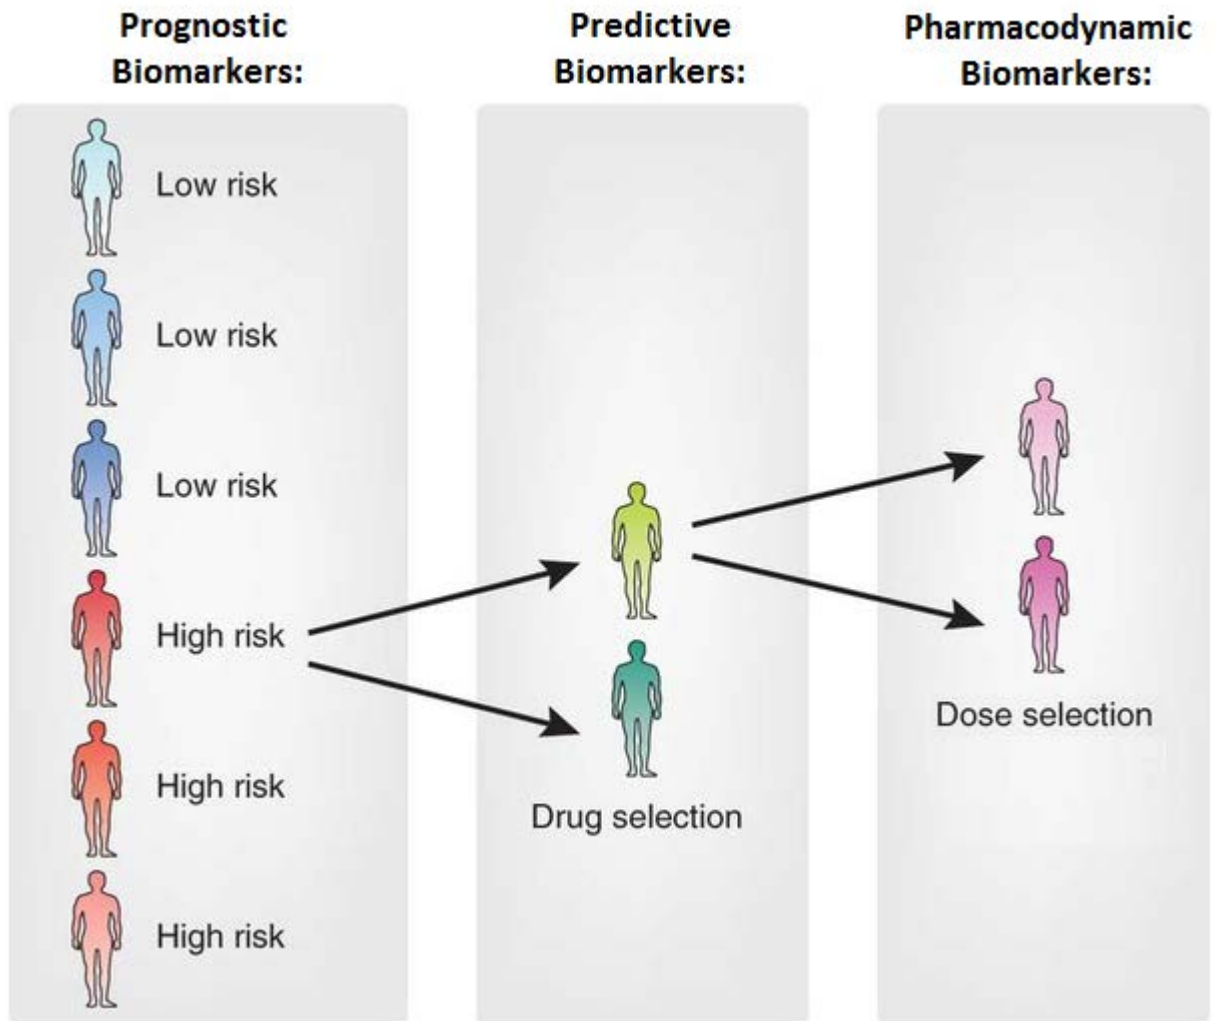 Prognostic
Biomarkers:
Predictive
Biomarkers:
Pharmacodynamic
Biomarkers:
Low risk
Low risk
Low risk
High risk
High risk
High risk
Drug selection
Dose selection